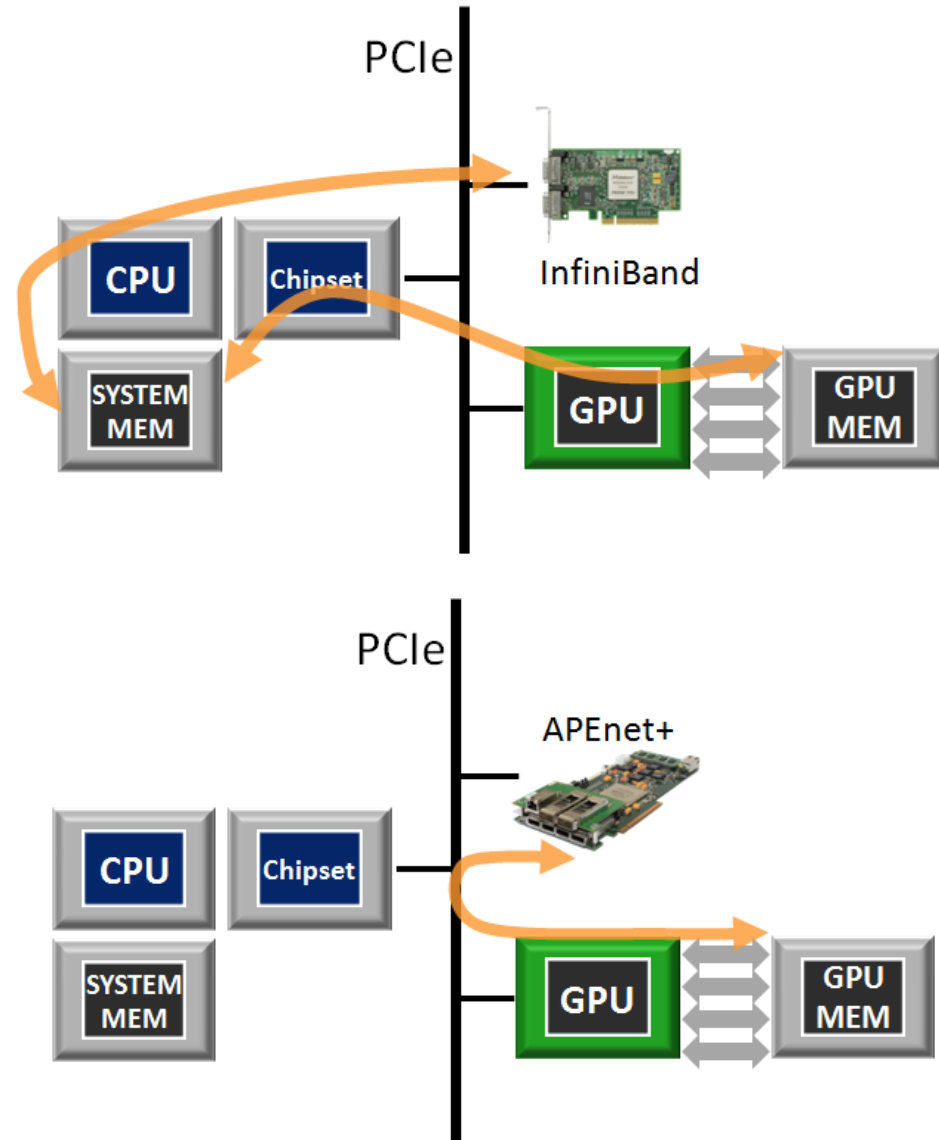 PCIe
InfiniBand
CPU
Chipset
SYSTEM
MEM
GPU
GPU
MEM
PCIe
APEnet+
CPU
Chipset
SYSTEM
MEM
GPU
GPU
MEM